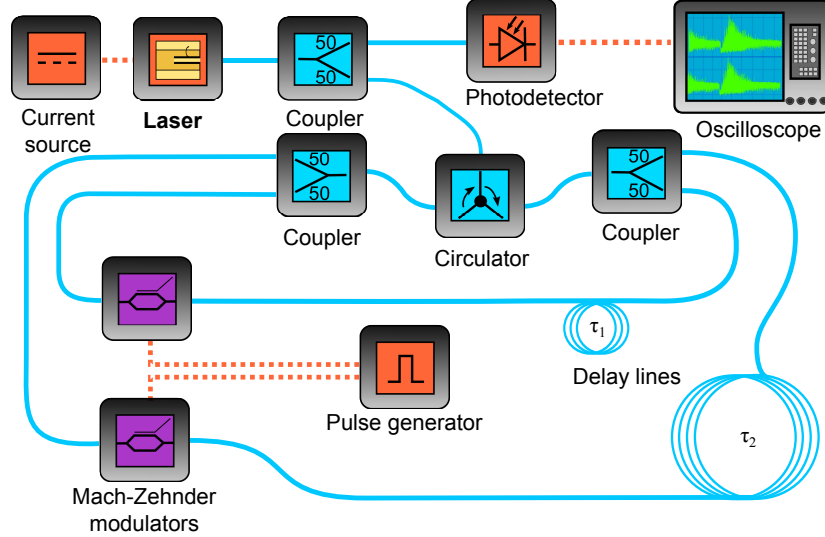 50
50
Current
source
Laser
Coupler
Photodetector
Oscilloscope
50
50
Coupler
Circulator
50
50
Coupler
τ1
Delay lines
Pulse generator
τ2
Mach-Zehnder
modulators